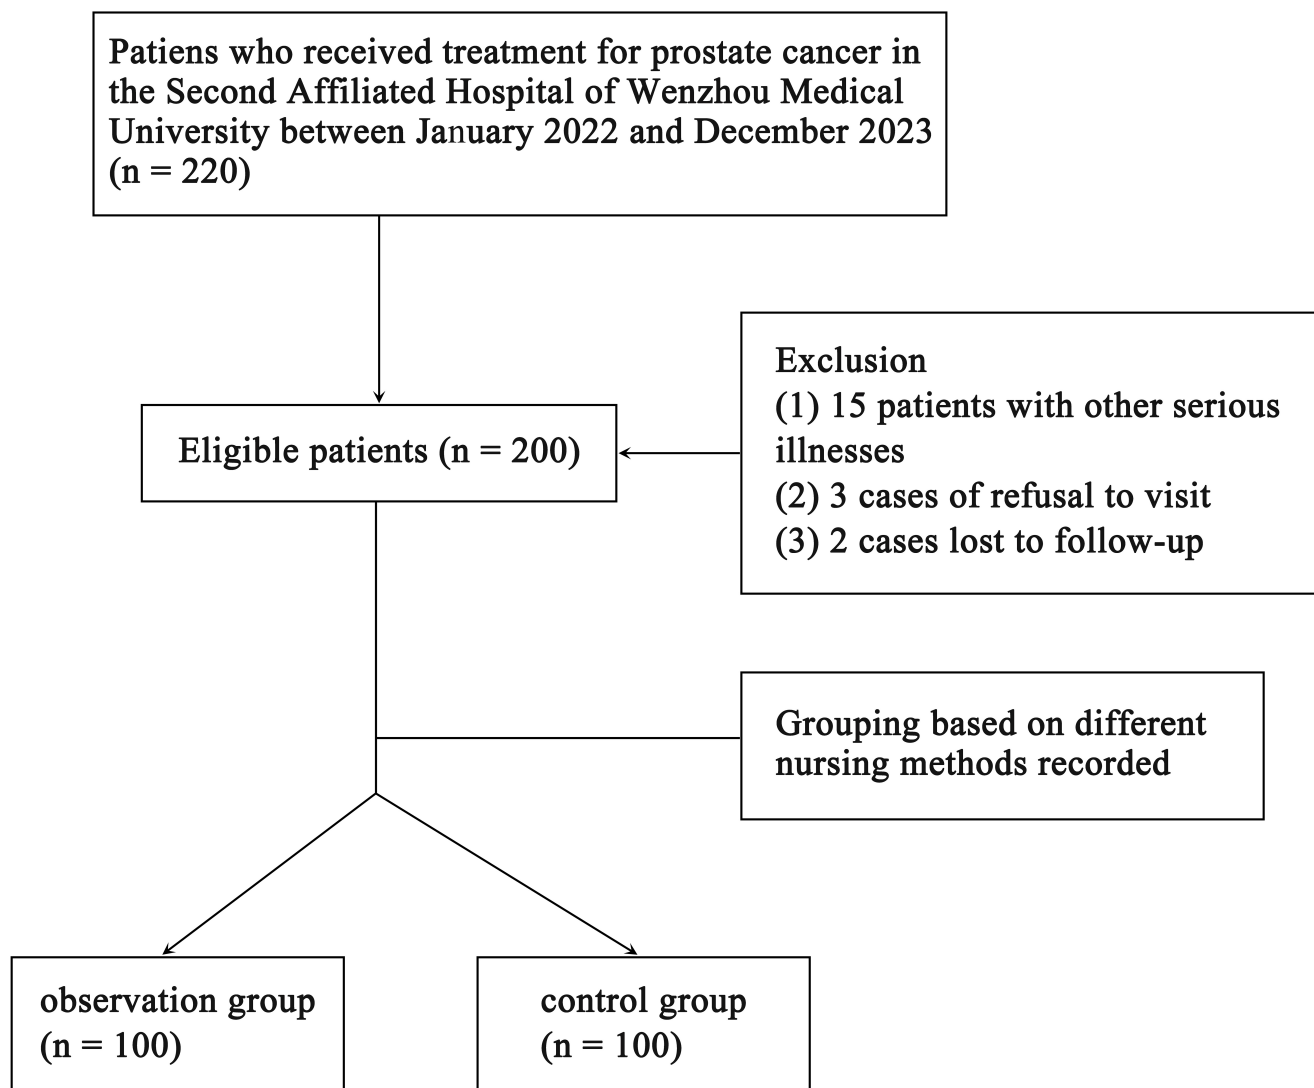 Patiens who received treatment for prostate cancer in
the Second Affiliated Hospital of Wenzhou Medical
University between January 2022 and December 2023
(n = 220)
Exclusion
(1) 15 patients with other serious
illnesses
(2) 3 cases of refusal to visit
(3) 2 cases lost to follow-up
Eligible patients (n = 200)
Grouping based on different
nursing methods recorded
observation group
(n = 100)
control group
(n = 100)